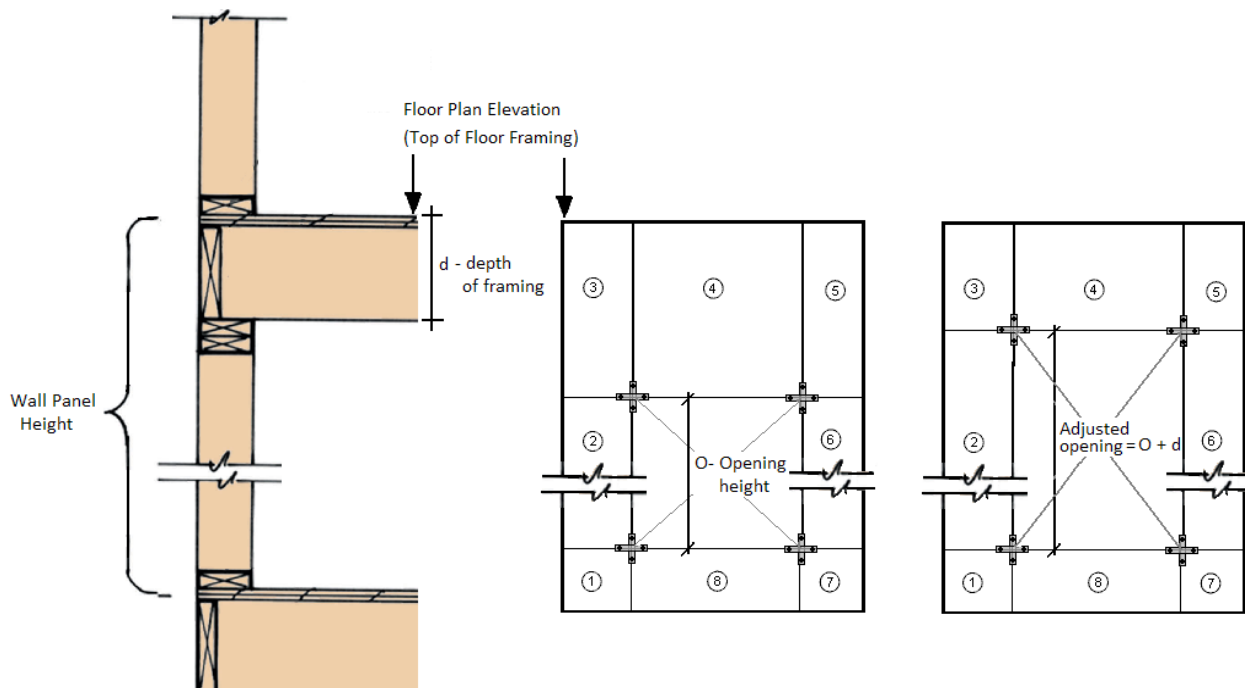 Floor Plan Elevation
(Top of Floor Framing)
d - depth
of framing
Wall Panel
Height
3
4
5
2
6
O- Opening
height
1
8
7
3
4
5
2
Adjusted
opening = O + d
6
1
8
7